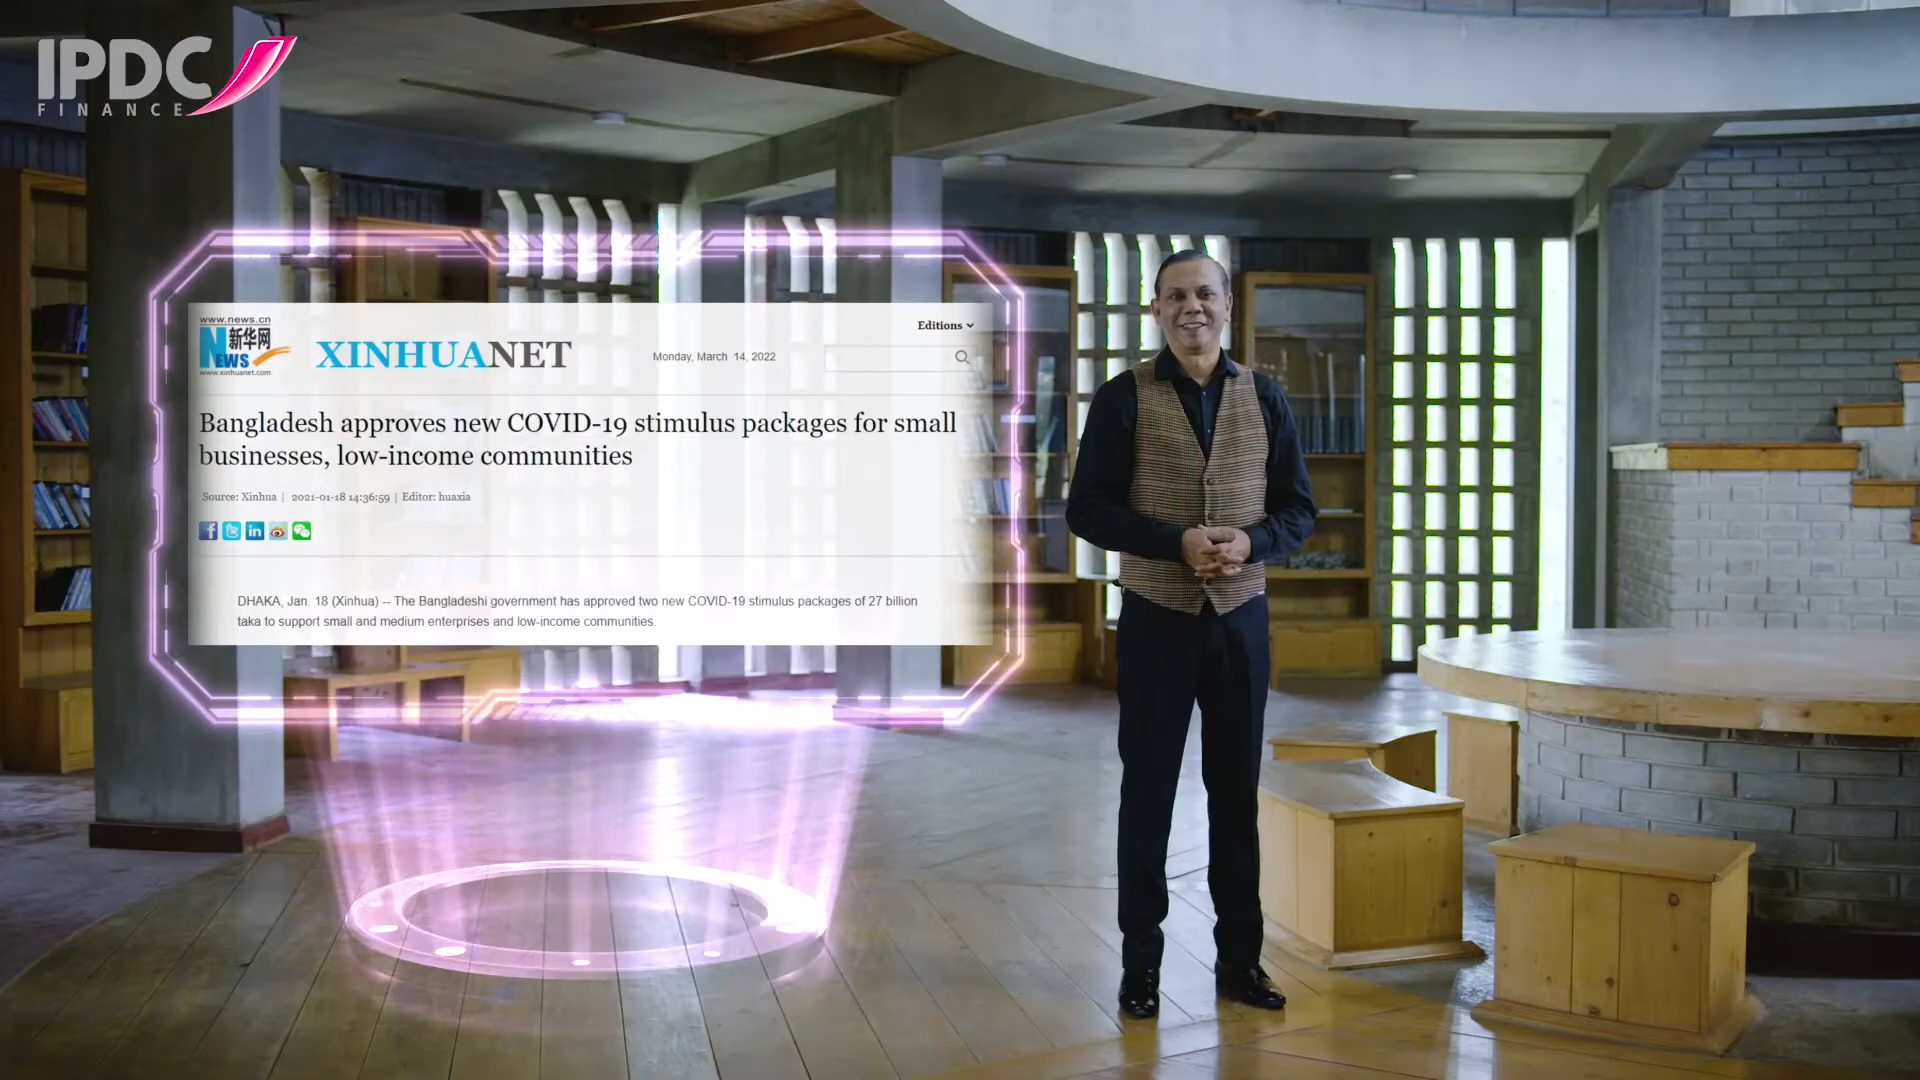 IPDC
FINANCE
www.news.cn
新华网
NEWS
www.xinhuanet.com
XINHUANET
Monday, March 14, 2022
Editions
Bangladesh approves new COVID-19 stimulus packages for small
businesses, low-income communities
Source: Xinhua | 2021-01-18 14:36:59 | Editor: huaxia
DHAKA, Jan. 18 (Xinhua) -- The Bangladeshi government has approved two new COVID-19 stimulus packages of 27 billion
taka to support small and medium enterprises and low-income communities.